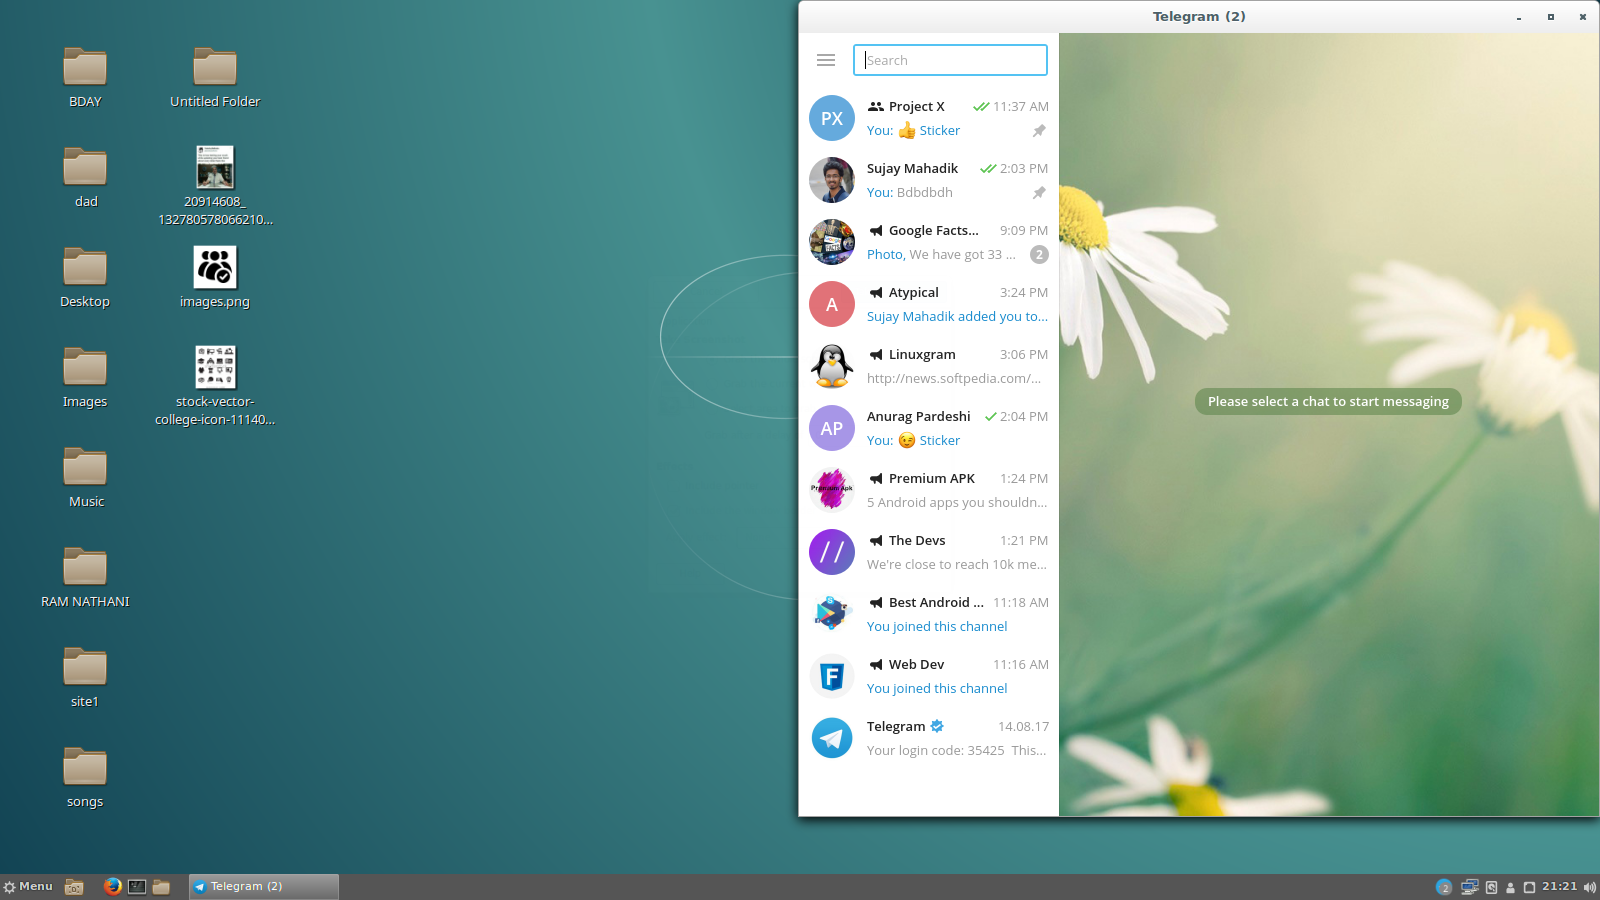 Telegram (2)
BDAY
Untitled Folder
dad
20914608_
132780578066210...
Desktop
images.png
Images
stock-vector-
college-icon-11140...
Music
RAM NATHANI
site1
songs
Search
PX
Project X
11:37 AM
You: 👍 Sticker
Sujay Mahadik
2:03 PM
You: Bdbdbdh
Google Facts...
9:09 PM
Photo, We have got 33 ...
2
A
Atypical
3:24 PM
Sujay Mahadik added you to...
Linuxgram
3:06 PM
http://news.softpedia.com/...
AP
Anurag Pardeshi
2:04 PM
You: 😉 Sticker
Premium Apk
Premium APK
1:24 PM
5 Android apps you shouldn...
//
The Devs
1:21 PM
We're close to reach 10k me...
Best Android ...
11:18 AM
You joined this channel
F
Web Dev
11:16 AM
You joined this channel
Telegram
14.08.17
Your login code: 35425 This...
Please select a chat to start messaging
Menu
Telegram (2)
2
21:21